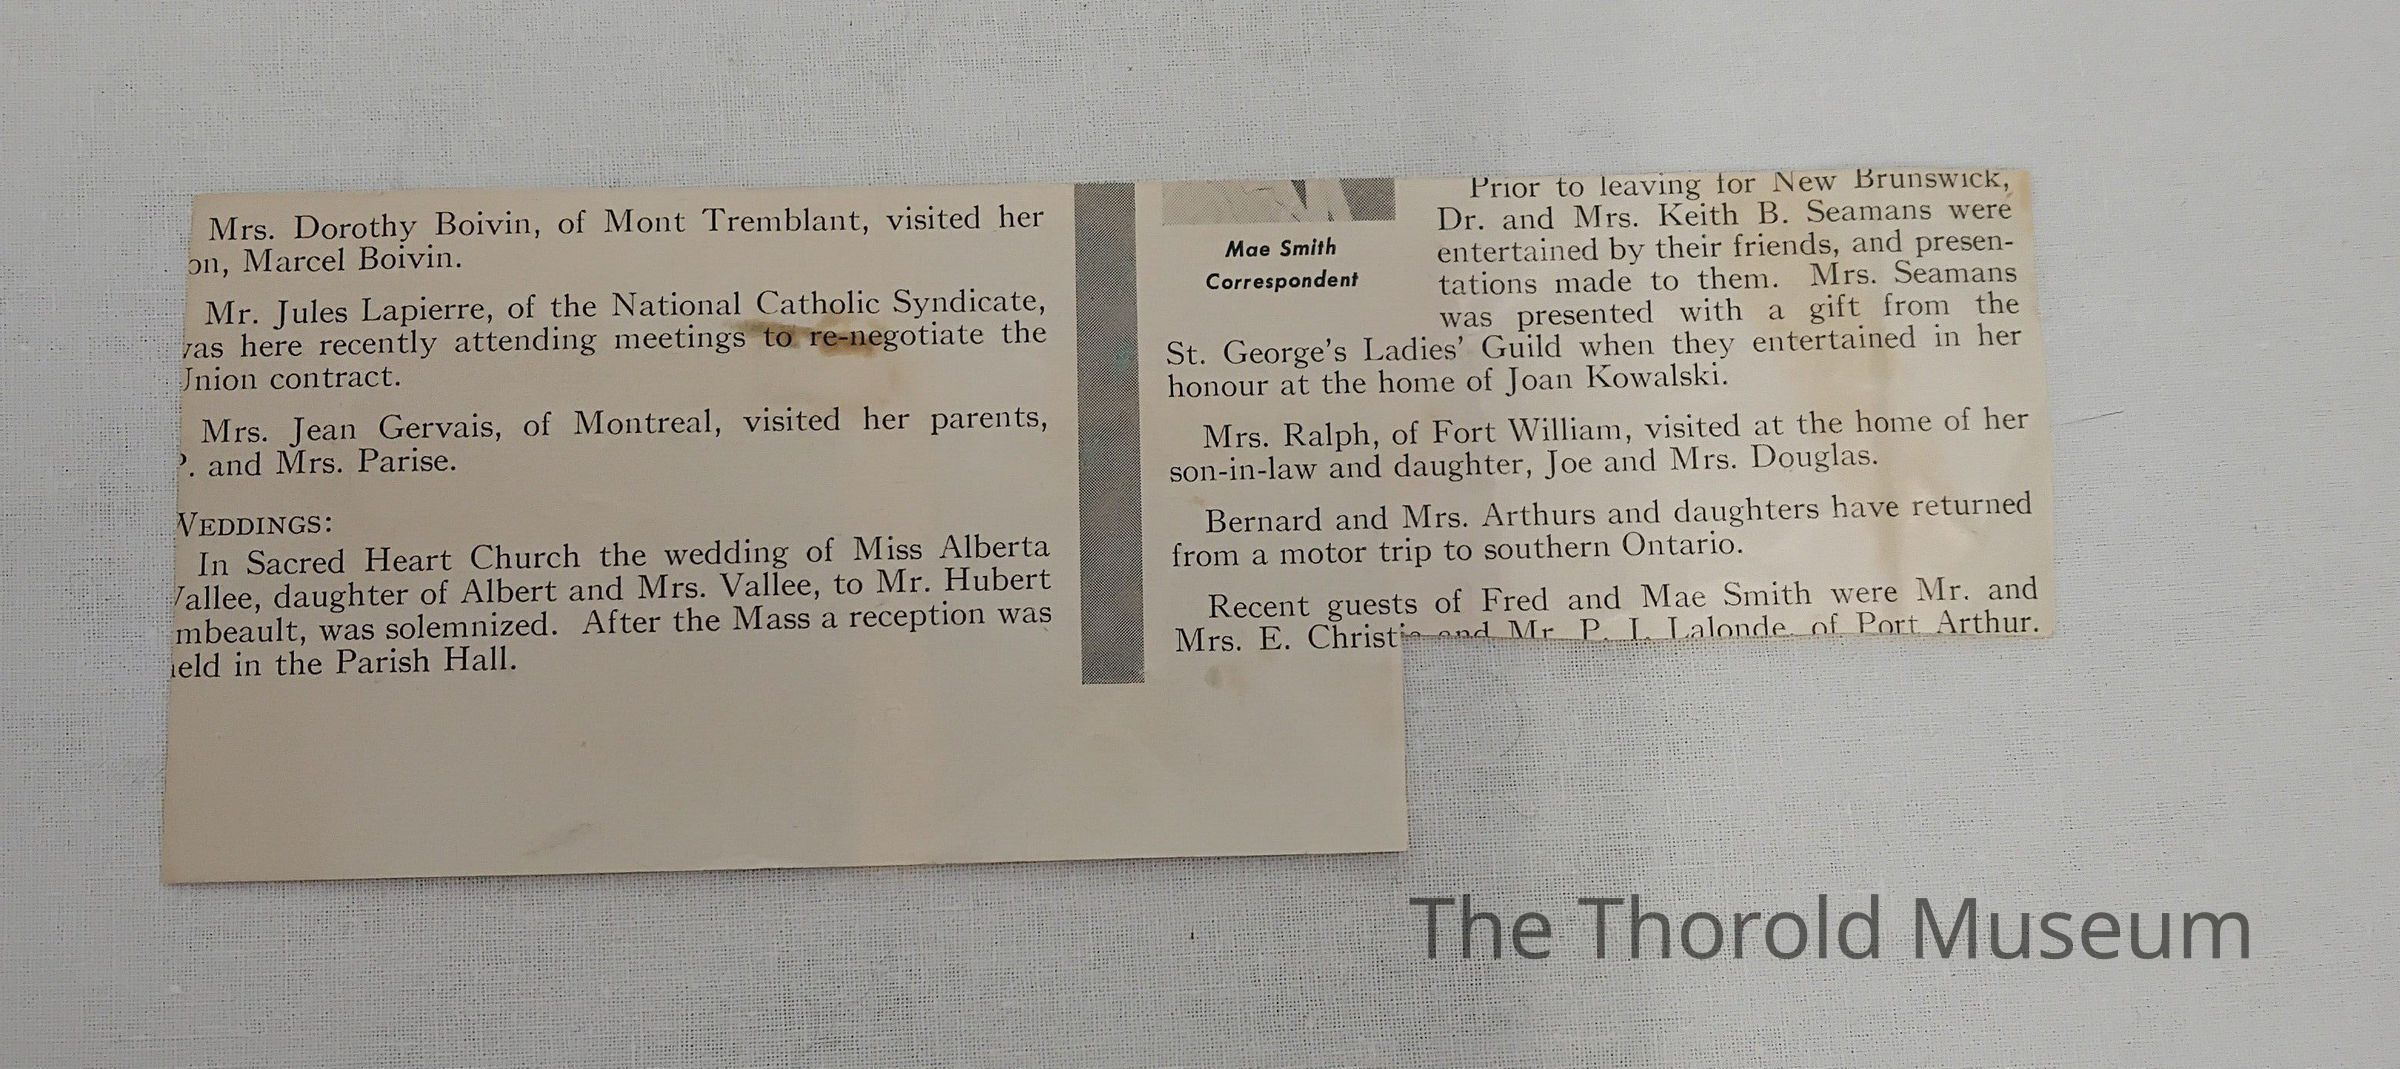 Mrs. Dorothy Boivin, of Mont Tremblant, visited her
on, Marcel Boivin.
Mr. Jules Lapierre, of the National Catholic Syndicate,
vas here recently attending meetings to re-negotiate the
Union contract.
Mrs. Jean Gervais, of Montreal, visited her parents,
P. and Mrs. Parise.
WEDDINGS:
In Sacred Heart Church the wedding of Miss Alberta
Vallee, daughter of Albert and Mrs. Vallee, to Mr. Hubert
mbeault, was solemnized. After the Mass a reception was
eld in the Parish Hall.
Mae Smith
Correspondent
Prior to leaving for New Brunswick,
Dr. and Mrs. Keith B. Seamans were
entertained by their friends, and presen-
tations made to them. Mrs. Seamans
was presented with a gift from the
St. George's Ladies' Guild when they entertained in her
honour at the home of Joan Kowalski.
Mrs. Ralph, of Fort William, visited at the home of her
son-in-law and daughter, Joe and Mrs. Douglas.
Bernard and Mrs. Arthurs and daughters have returned
from a motor trip to southern Ontario.
Recent guests of Fred and Mae Smith were Mr. and
Mrs. E. Christie and Mr. P. J. Lalonde, of Port Arthur.
The Thorold Museum